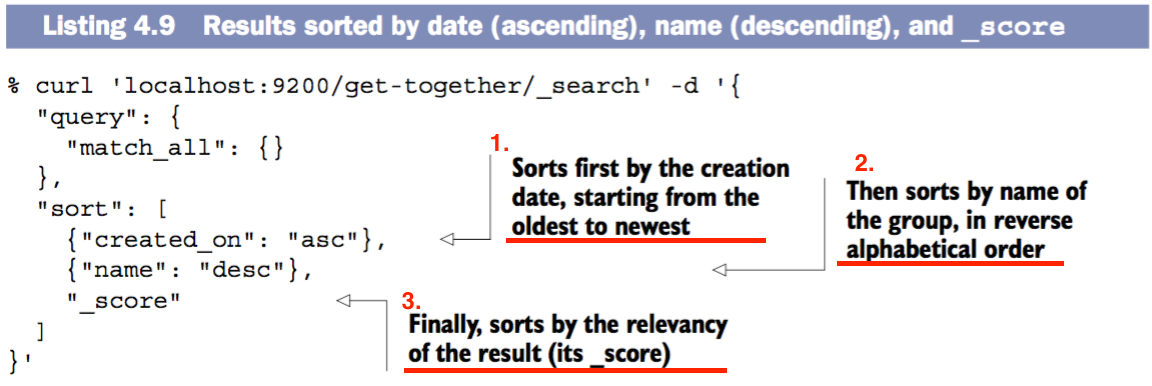 Listing 4.9 Results sorted by date (ascending), name (descending), and _score
% curl 'localhost:9200/get-together/_search' -d '{
"query": {
"match_all": {}
},
"sort": [
{"created_on": "asc"},
{"name": "desc"},
"_score"
]
}'
1.
Sorts first by the creation
date, starting from the
oldest to newest
2.
Then sorts by name of
the group, in reverse
alphabetical order
3.
Finally, sorts by the relevancy
of the result (its _score)